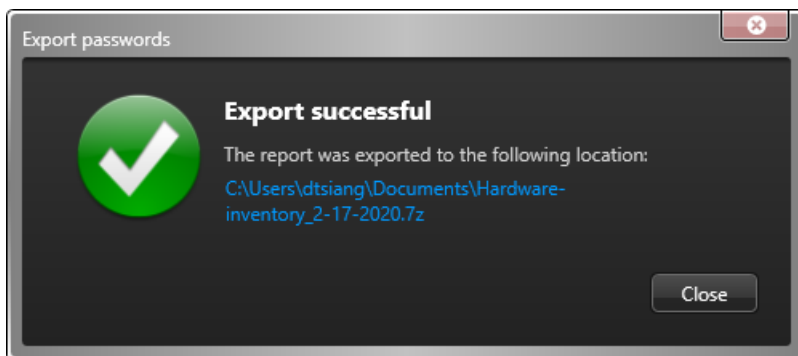 Export passwords
Export successful
The report was exported to the following location:
C:\Users\dtsiang\Documents\Hardware-
inventory_2-17-2020.7z
Close